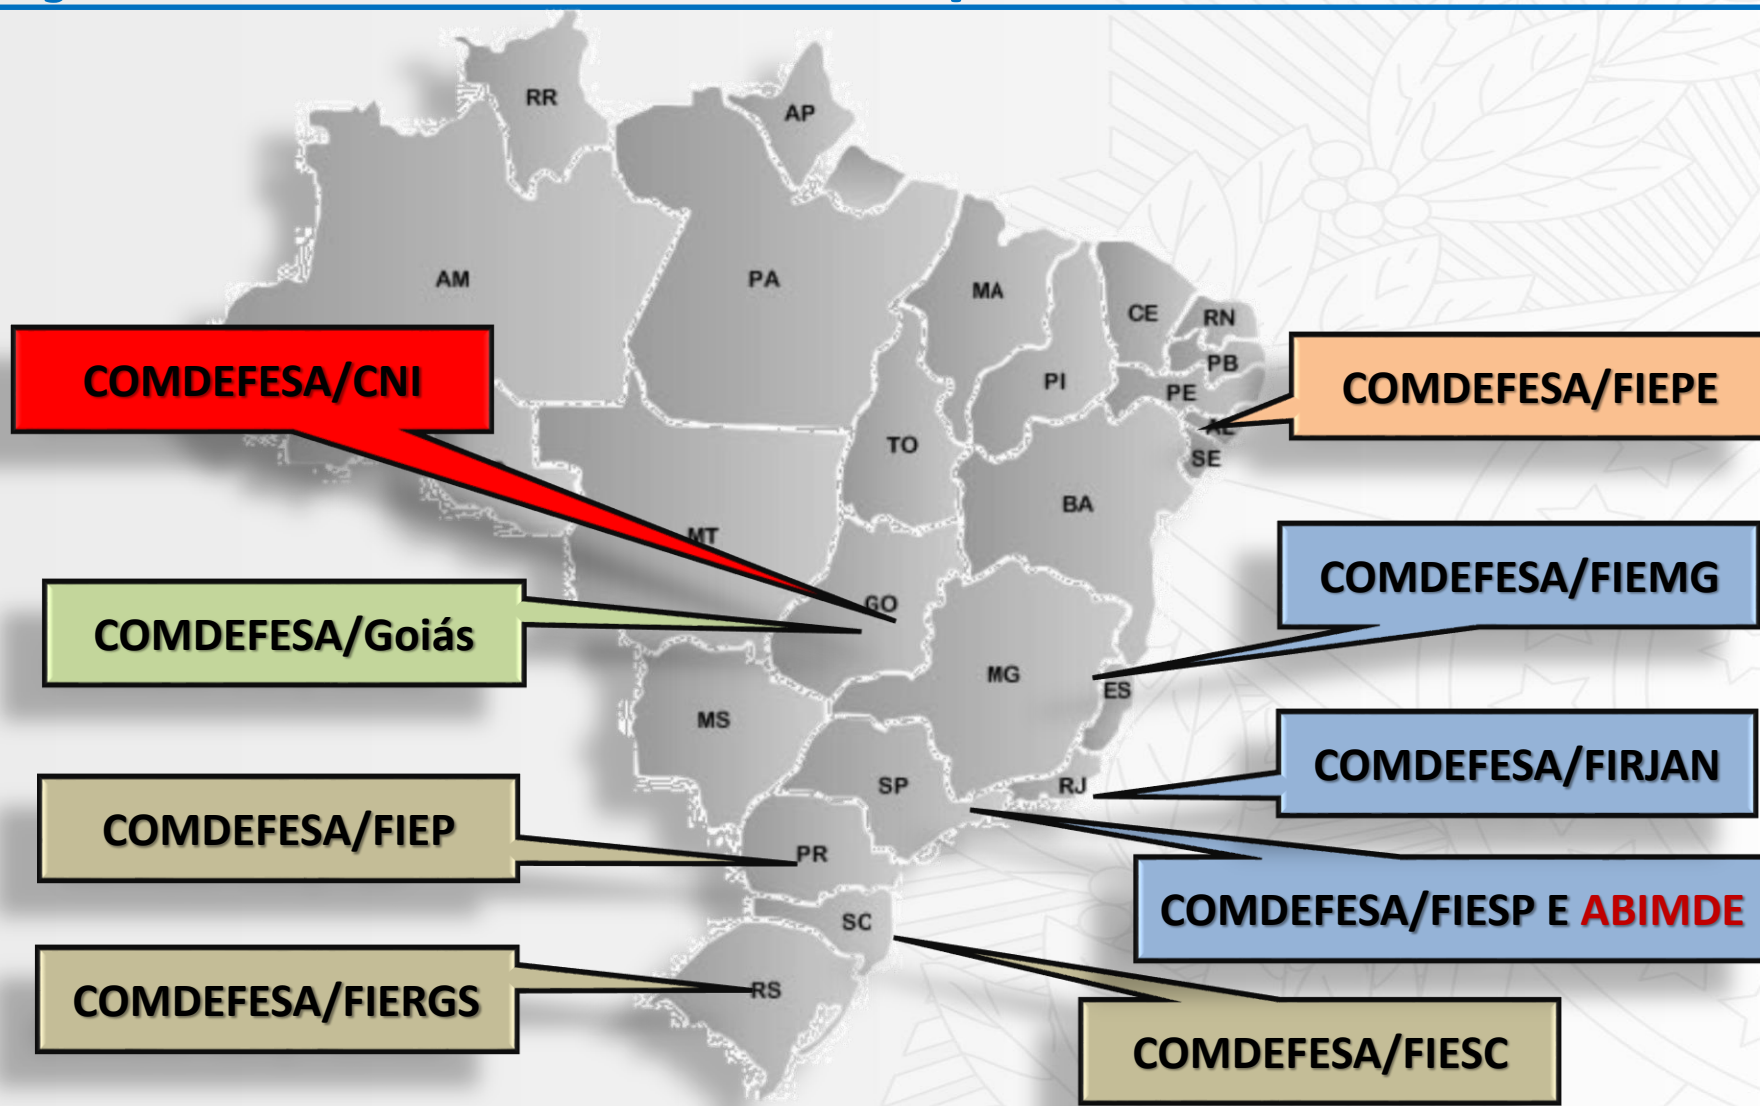 RR
AP
AM
PA
MA
CE
RN
PB
PI
PE
COMDEFESA/CNI
COMDEFESA/FIEPE
AL
TO
SE
BA
MT
COMDEFESA/FIEMG
GO
COMDEFESA/Goiás
MG
ES
MS
COMDEFESA/FIRJAN
SP
RJ
COMDEFESA/FIEP
PR
COMDEFESA/FIESP E ABIMDE
SC
RS
COMDEFESA/FIERGS
COMDEFESA/FIESC